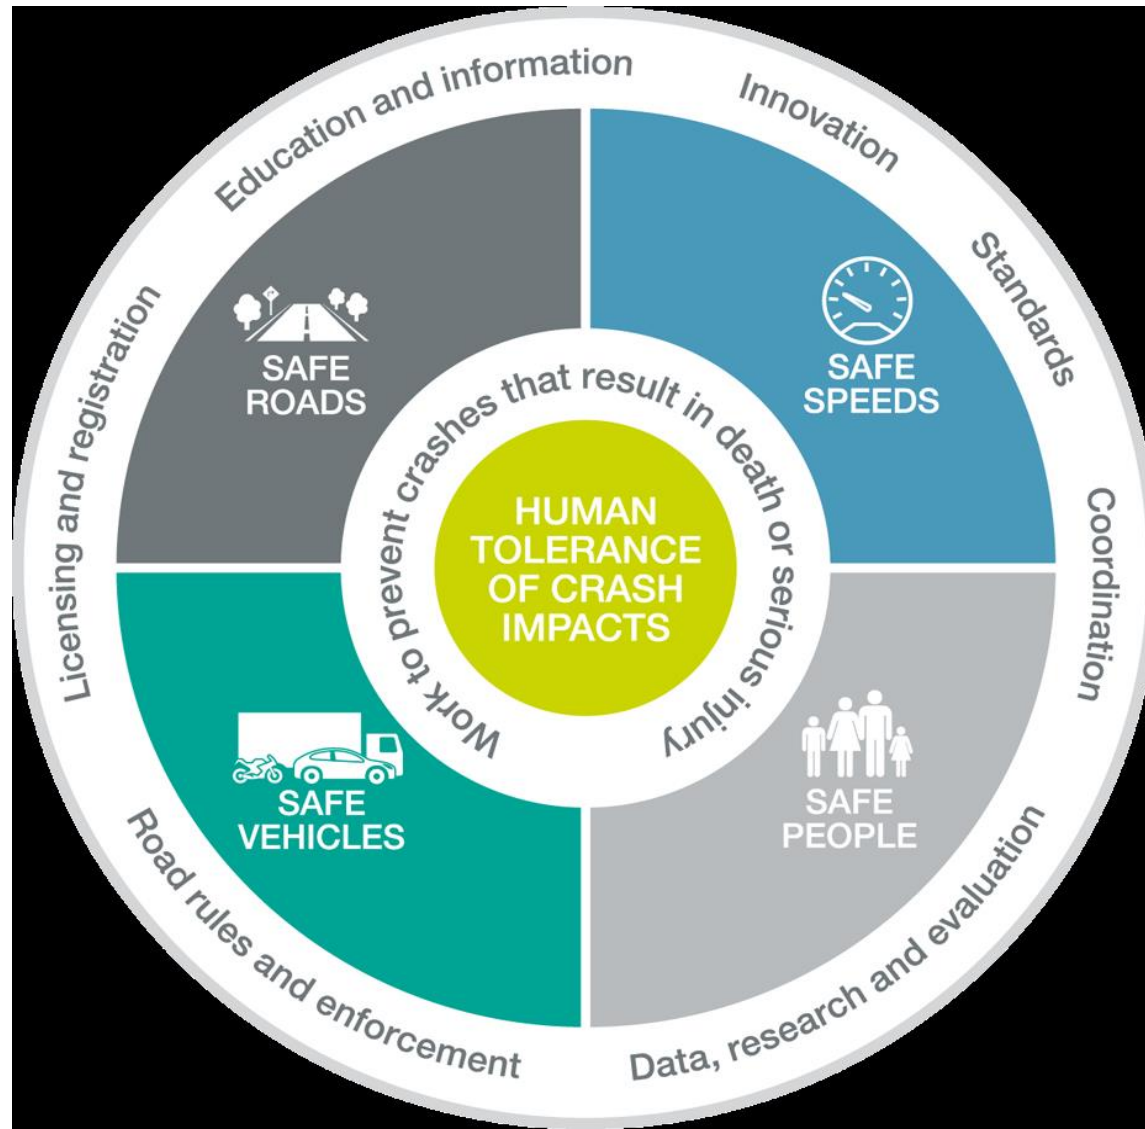 Education and information
Innovation
Standards
Coordination
Data, research and evaluation
Road rules and enforcement
Licensing and registration
SAFE
ROADS
SAFE
SPEEDS
SAFE
PEOPLE
SAFE
VEHICLES
Work to prevent crashes that result in death or serious injury
HUMAN
TOLERANCE
OF CRASH
IMPACTS